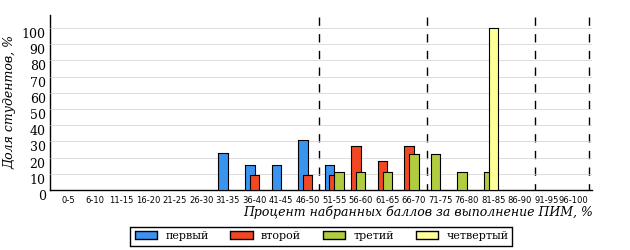 Доля студентов, %
100
90
80
70
60
50
40
30
20
10
0
0-5 6-10 11-15 16-20 21-25 26-30 31-35 36-40 41-45 46-50 51-55 56-60 61-65 66-70 71-75 76-80 81-85 86-90 91-95 96-100
Процент набранных баллов за выполнение ПИМ, %
первый второй третий четвертый